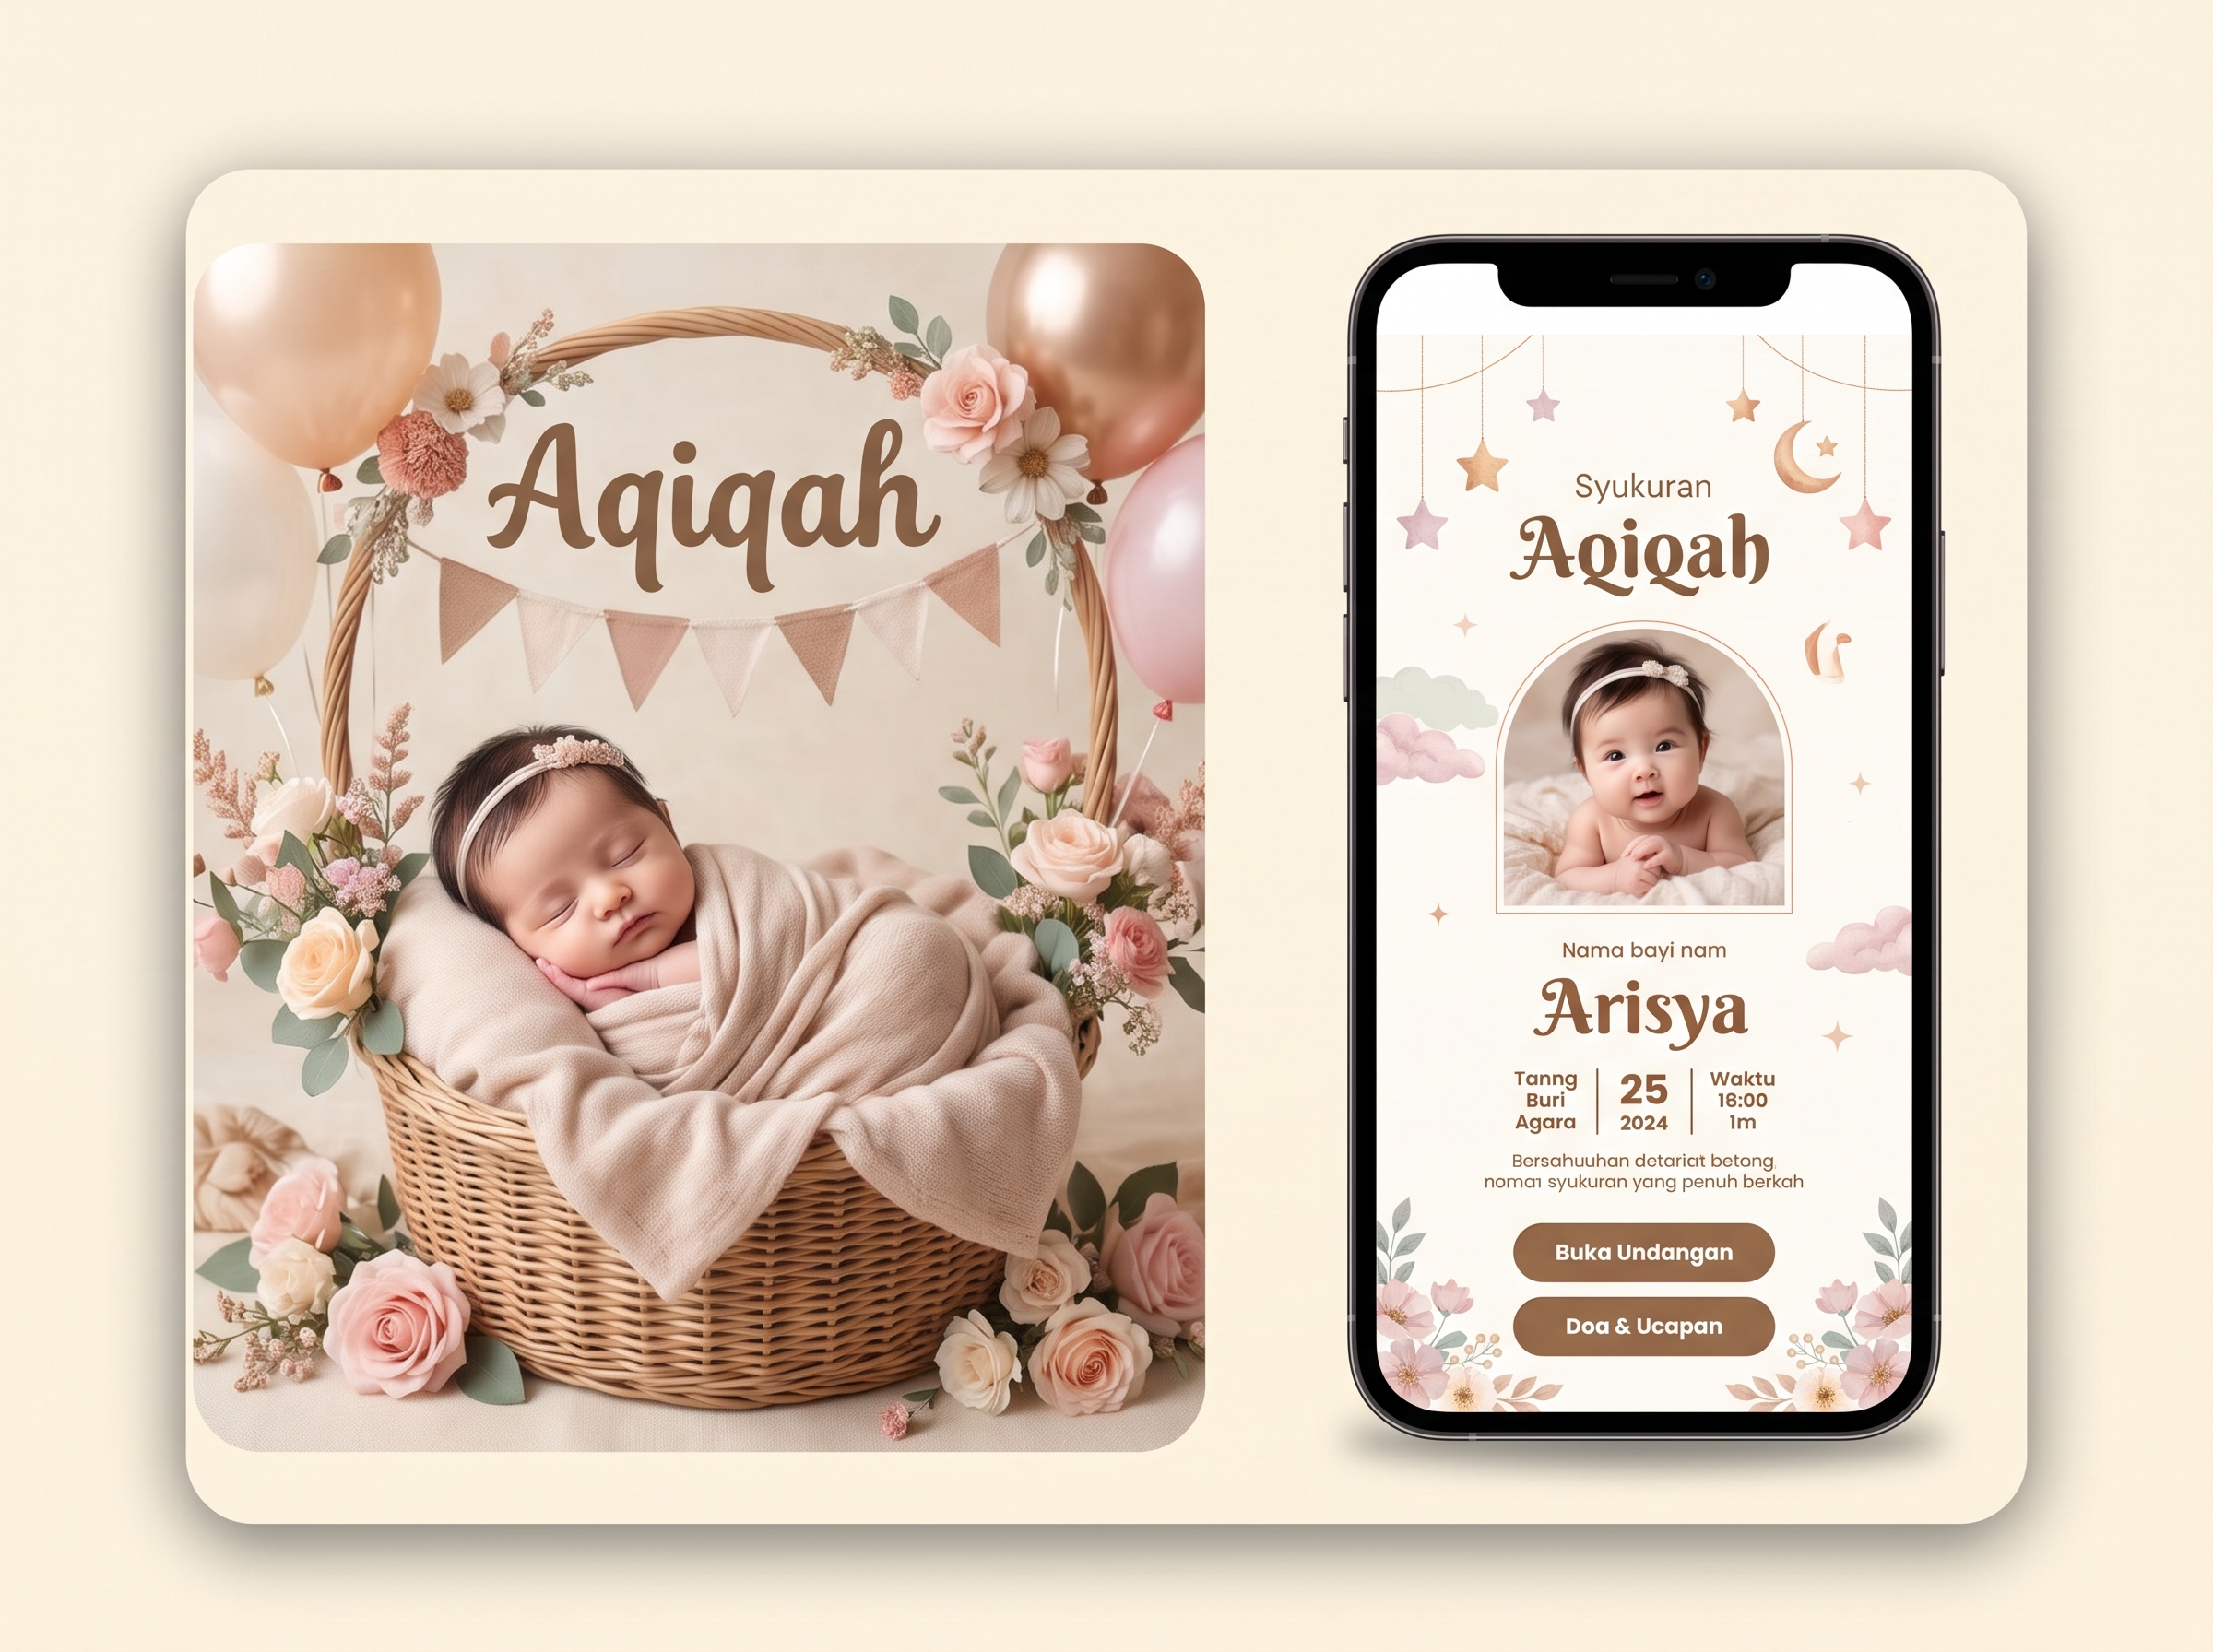 Aqiqah
Syukuran
Aqiqah
Nama bayi nam
Arisya
Tanng
Buri
Agara
25
2024
Waktu
16:00
1m
Bersahuuhan detariat betong,
nomaı syukuran yang penuh berkah
Buka Undangan
Doa & Ucapan